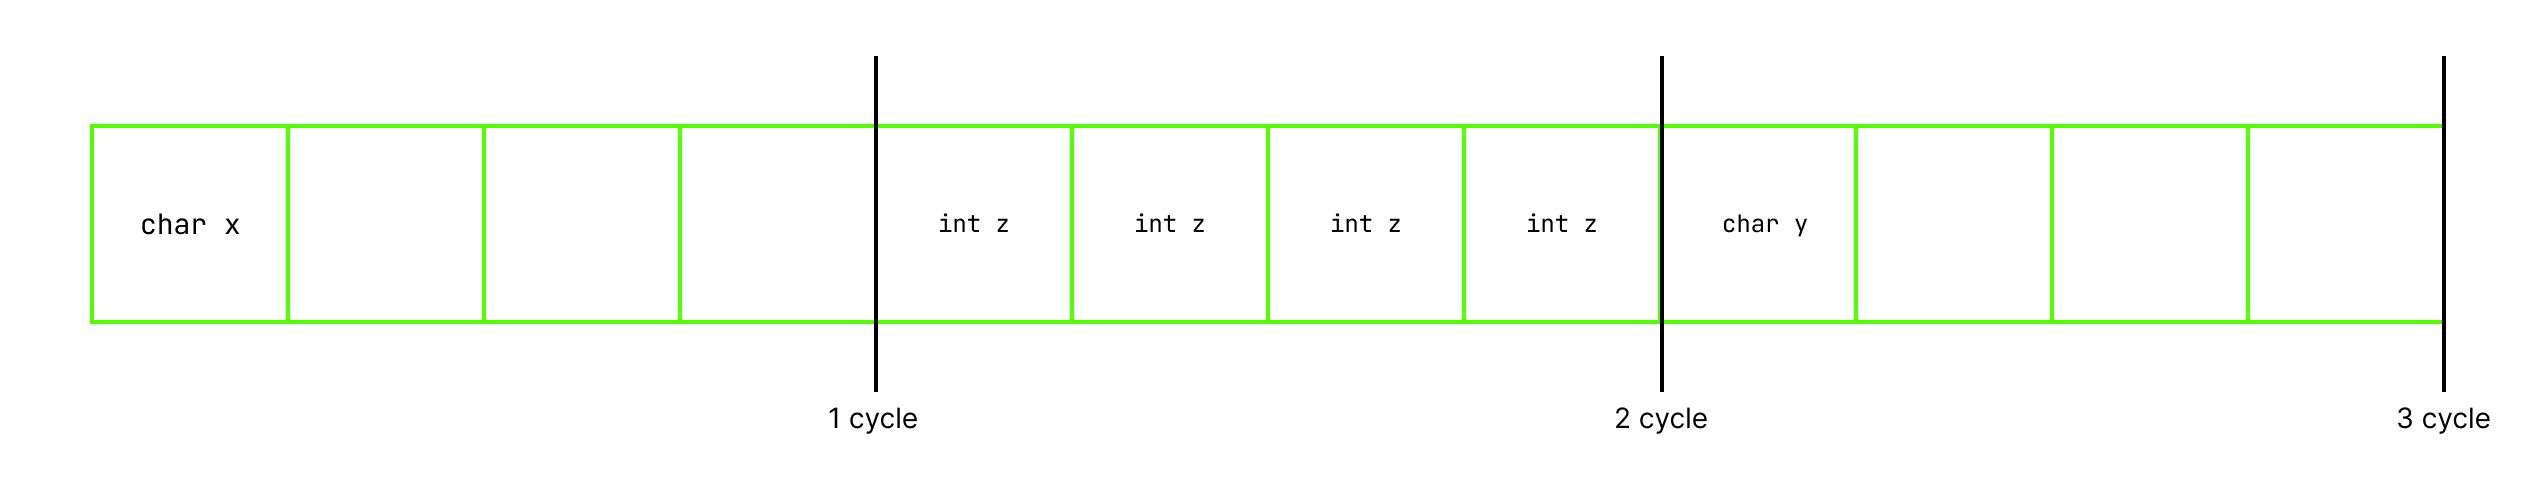 char x
int z
int z
int z
int z
char y
1 cycle
2 cycle
3 cycle